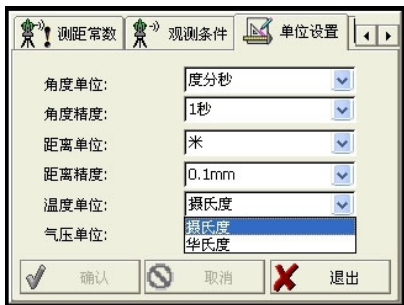 测距常数 观测条件 单位设置
角度单位: 度分秒
角度精度: 1秒
距离单位: 米
距离精度: 0.1mm
温度单位: 摄氏度
气压单位: 摄氏度
华氏度
确认 取消 退出